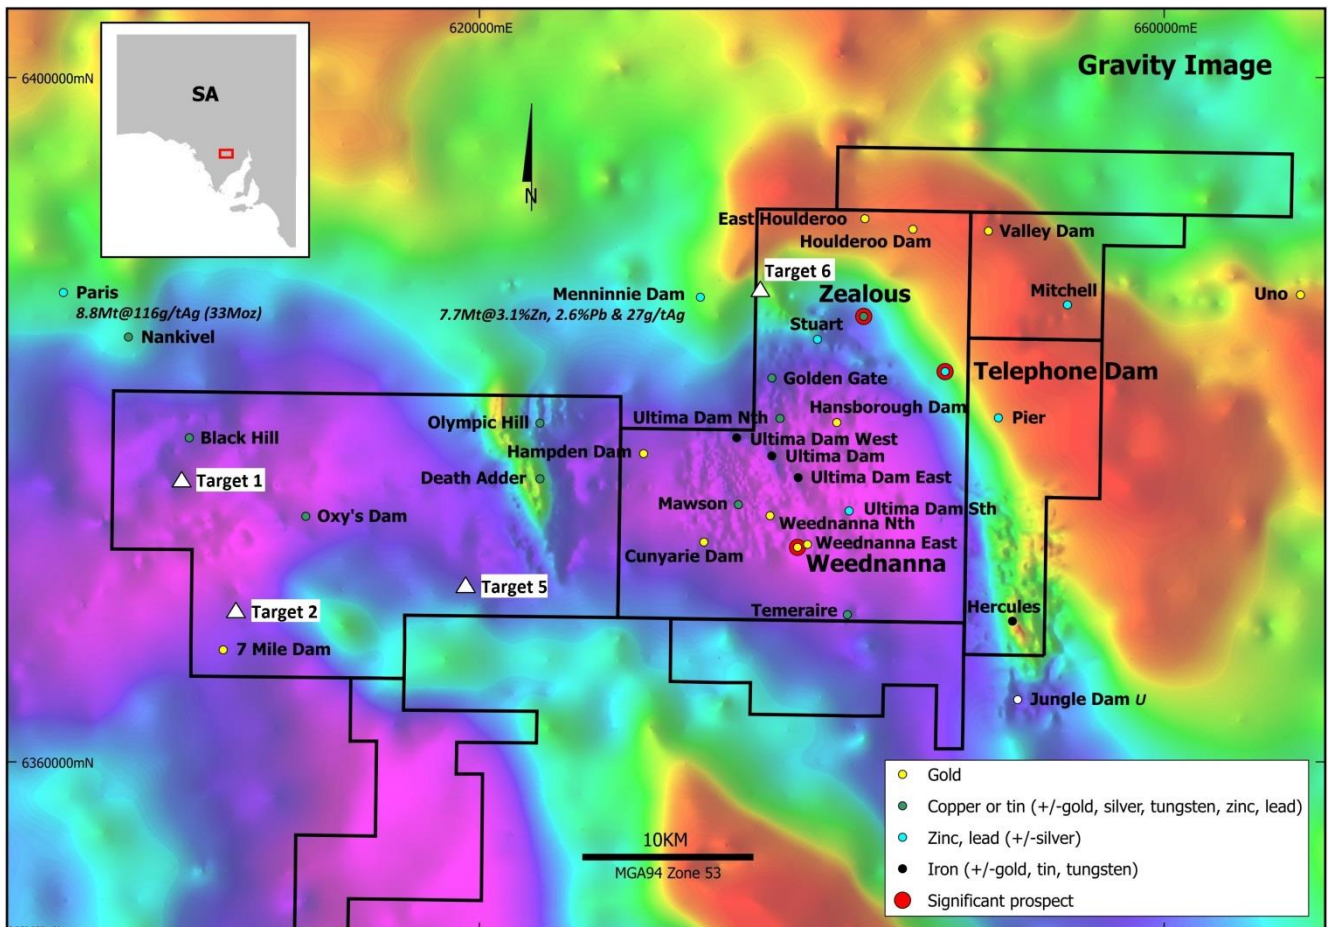 620000mE
660000mE
6400000mN
Gravity Image
SA
N
East Houlderoo
Houlderoo Dam
Valley Dam
Target 6
Paris
8.8Mt@116g/tAg (33Moz)
Menninnie Dam
7.7Mt@3.1%Zn, 2.6%Pb & 27g/tAg
Zealous
Mitchell
Uno
Nankivel
Stuart
Telephone Dam
Golden Gate
Hansborough Dam
Ultima Dam Nth
Pier
Olympic Hill
Black Hill
Ultima Dam West
Hampden Dam
Ultima Dam
Target 1
Death Adder
Ultima Dam East
Mawson
Ultima Dam Sth
Oxy's Dam
Weednanna Nth
Cunyarie Dam
Weednanna East
Weednanna
Target 5
Target 2
Temeraire
Hercules
7 Mile Dam
Jungle Dam U
6360000mN
10KM
MGA94 Zone 53
Gold
Copper or tin (+/-gold, silver, tungsten, zinc, lead)
Zinc, lead (+/-silver)
Iron (+/-gold, tin, tungsten)
Significant prospect